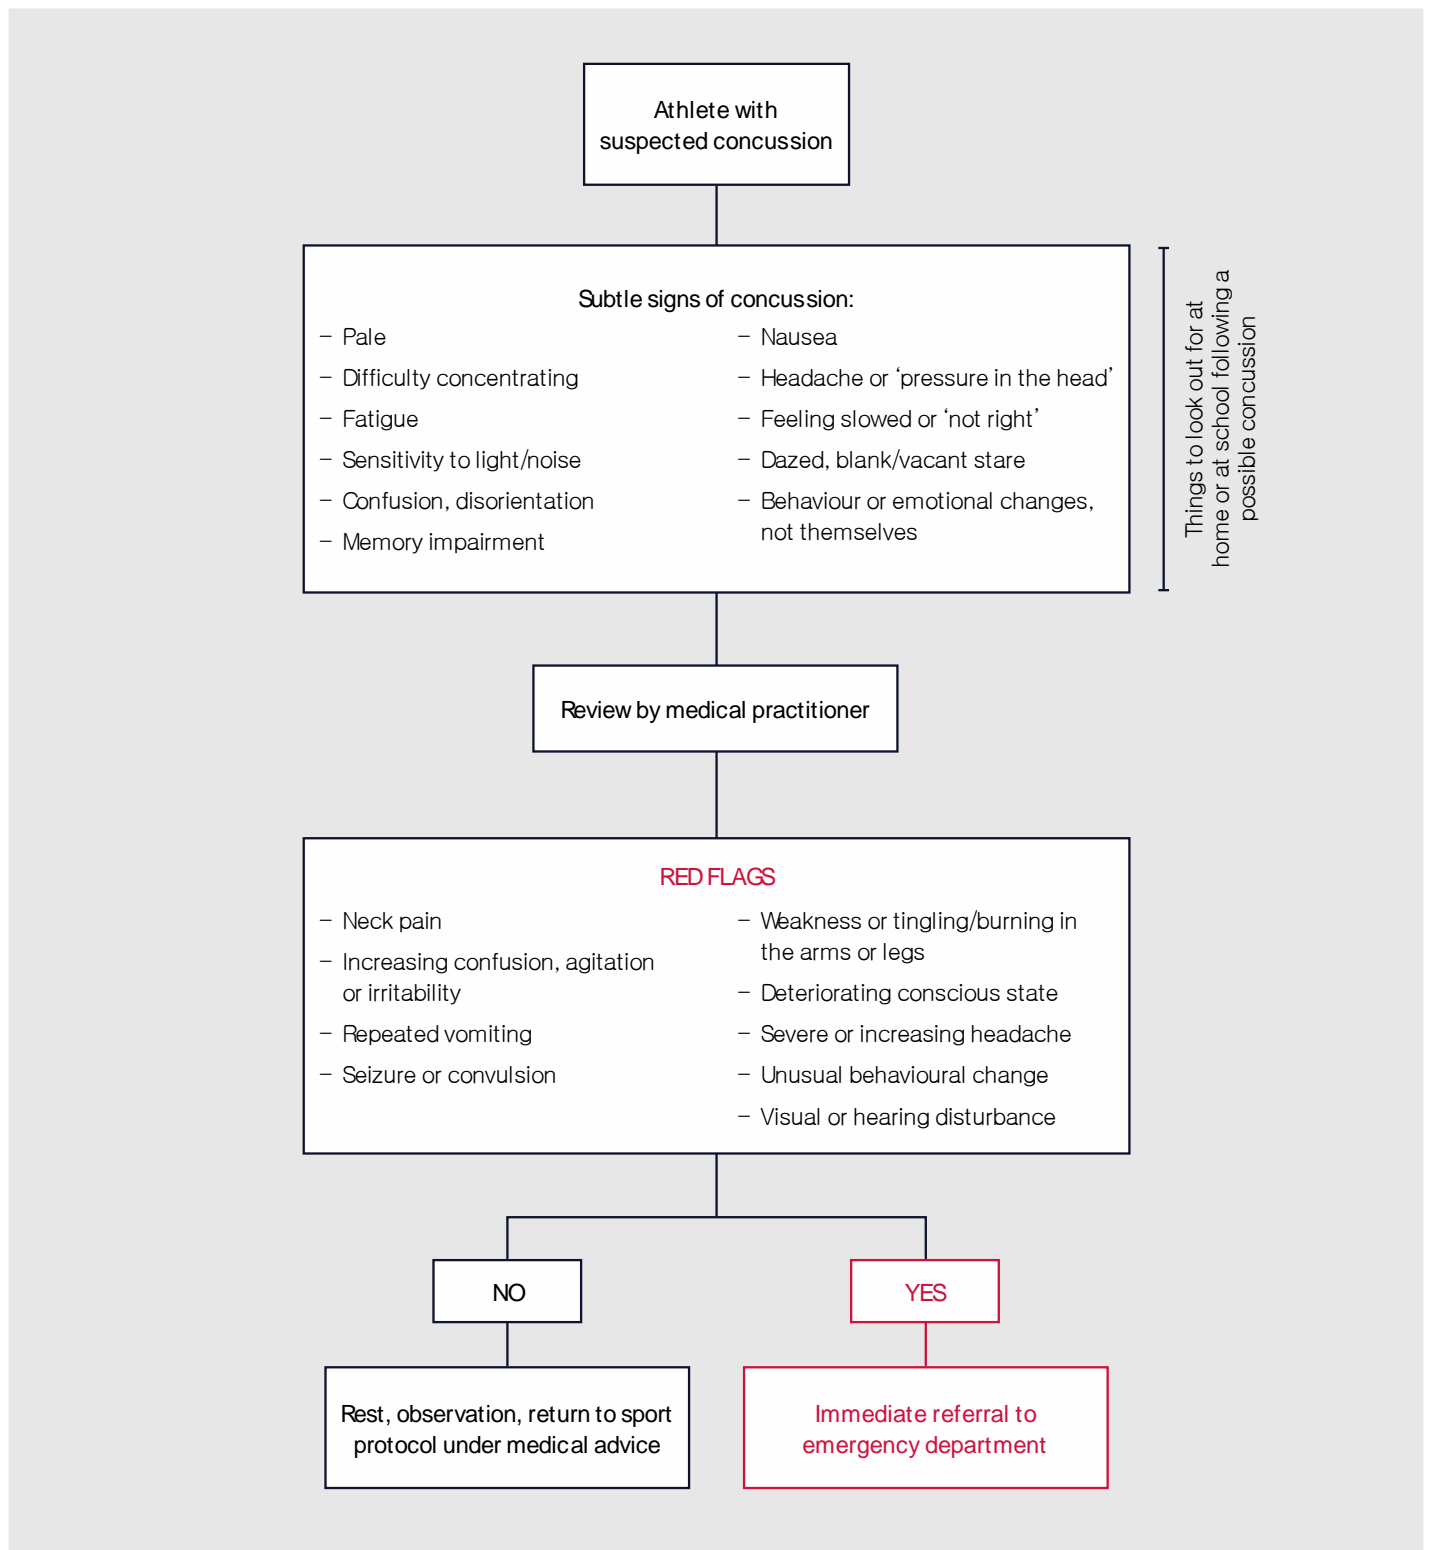 Athlete with
suspected concussion
Subtle signs of concussion:
– Pale
– Difficulty concentrating
– Fatigue
– Sensitivity to light/noise
– Confusion, disorientation
– Memory impairment
– Nausea
– Headache or ‘pressure in the head’
– Feeling slowed or ‘not right’
– Dazed, blank/vacant stare
– Behaviour or emotional changes,
not themselves
Things to look out for at
home or at school following a
possible concussion
Review by medical practitioner
RED FLAGS
– Neck pain
– Increasing confusion, agitation
or irritability
– Repeated vomiting
– Seizure or convulsion
– Weakness or tingling/burning in
the arms or legs
– Deteriorating conscious state
– Severe or increasing headache
– Unusual behavioural change
– Visual or hearing disturbance
NO
YES
Rest, observation, return to sport
protocol under medical advice
Immediate referral to
emergency department